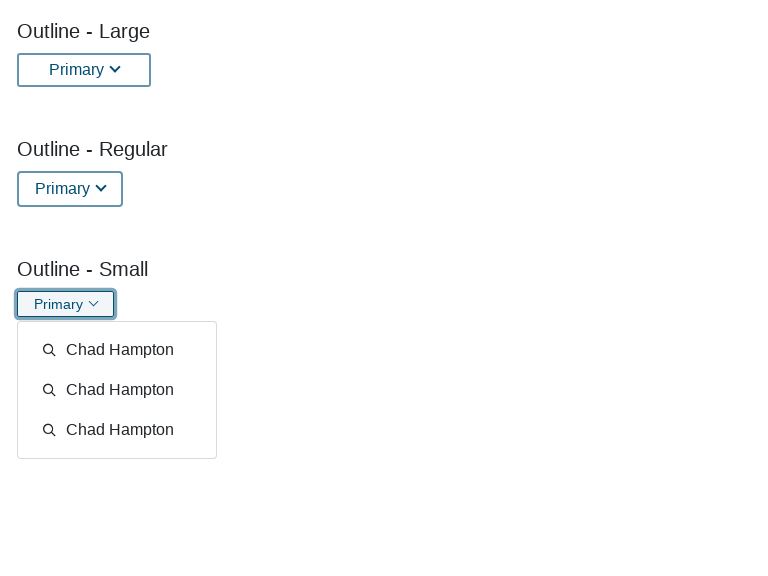 Outline - Large
Primary
Outline - Regular
Primary
Outline - Small
Primary
Chad Hampton
Chad Hampton
Chad Hampton